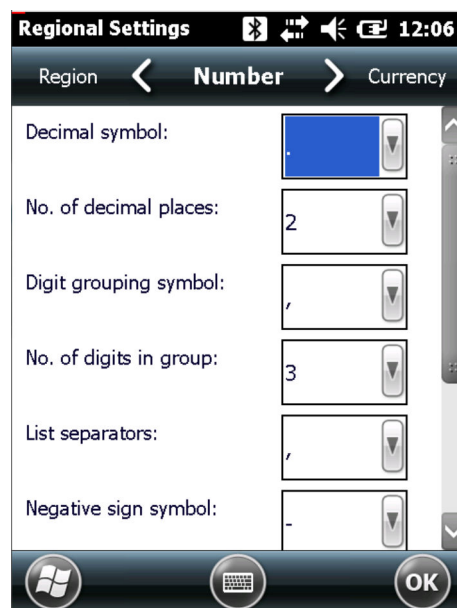 Regional Settings 12:06
Region Number Currency
Decimal symbol: .
No. of decimal places: 2
Digit grouping symbol: ,
No. of digits in group: 3
List separators: ,
Negative sign symbol: -
OK